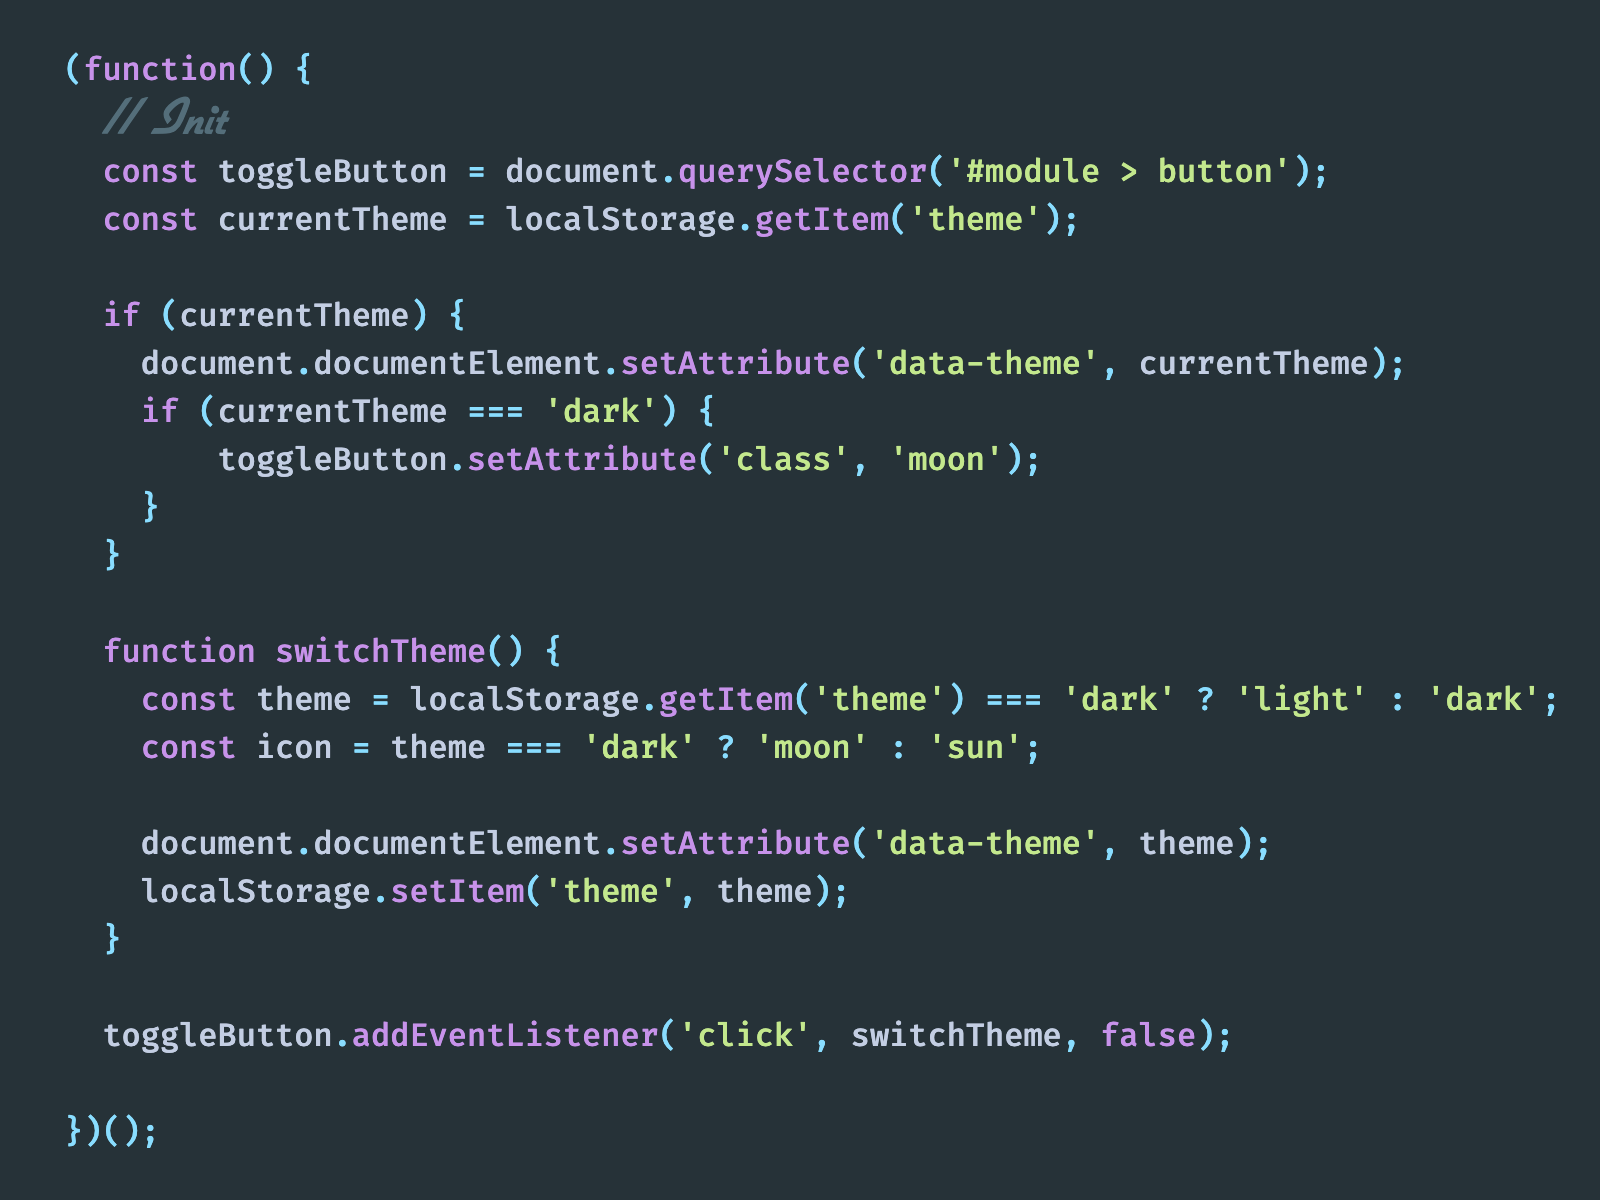 (function() {
  // Init
  const toggleButton = document.querySelector('#module > button');
  const currentTheme = localStorage.getItem('theme');

  if (currentTheme) {
    document.documentElement.setAttribute('data-theme', currentTheme);
    if (currentTheme === 'dark') {
        toggleButton.setAttribute('class', 'moon');
    }
  }

  function switchTheme() {
    const theme = localStorage.getItem('theme') === 'dark' ? 'light' : 'dark';
    const icon = theme === 'dark' ? 'moon' : 'sun';

    document.documentElement.setAttribute('data-theme', theme);
    localStorage.setItem('theme', theme);
  }

  toggleButton.addEventListener('click', switchTheme, false);

})();